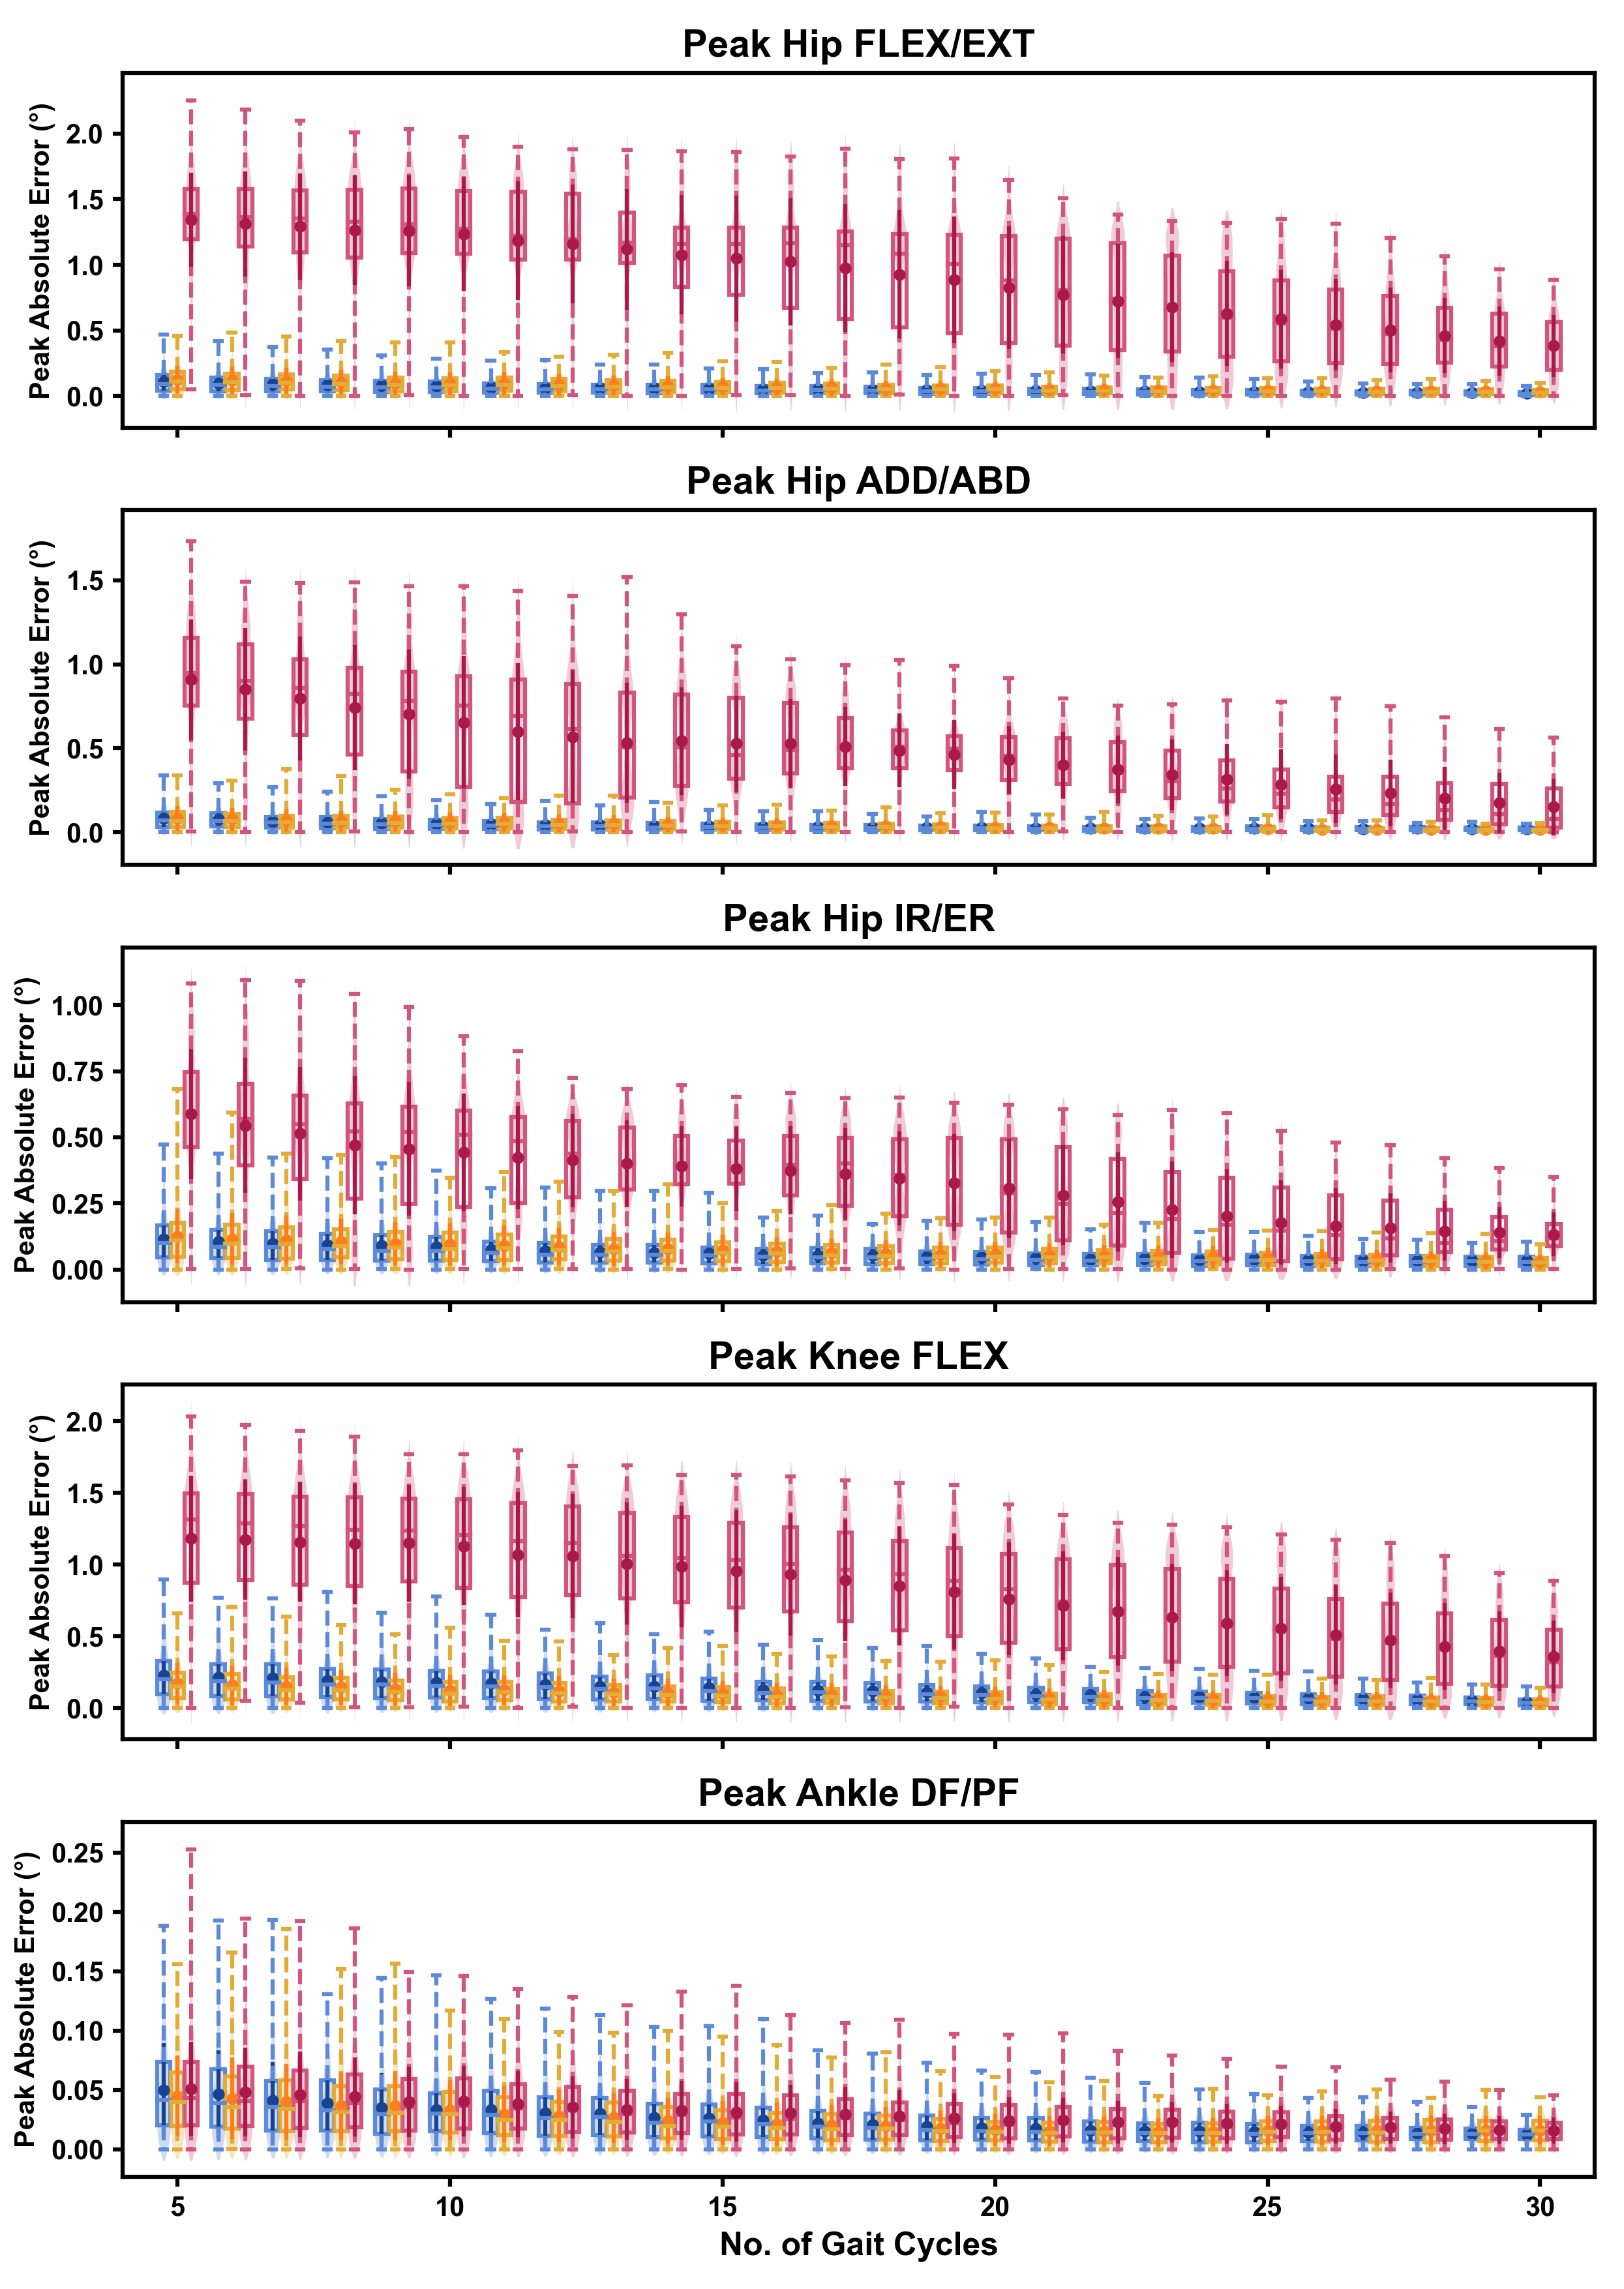 Peak Hip FLEX/EXT
Peak Absolute Error (°)
2.0
1.5
1.0
0.5
0.0
Peak Hip ADD/ABD
Peak Absolute Error (°)
1.5
1.0
0.5
0.0
Peak Hip IR/ER
Peak Absolute Error (°)
1.00
0.75
0.50
0.25
0.00
Peak Knee FLEX
Peak Absolute Error (°)
2.0
1.5
1.0
0.5
0.0
Peak Ankle DF/PF
Peak Absolute Error (°)
0.25
0.20
0.15
0.10
0.05
0.00
5 10 15 20 25 30
No. of Gait Cycles